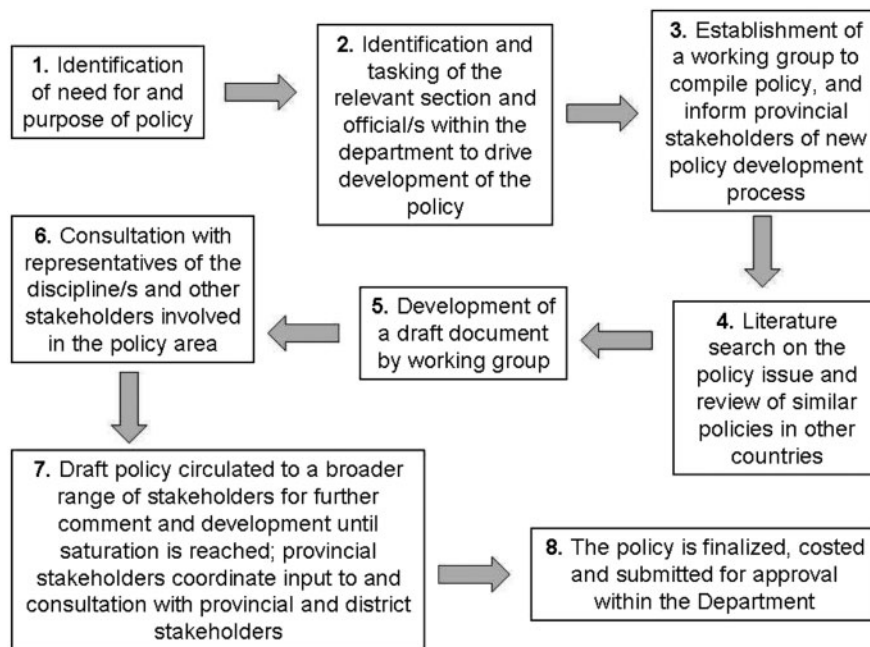 1. Identification
of need for and
purpose of policy
2. Identification and
tasking of the
relevant section and
official/s within the
department to drive
development of the
policy
3. Establishment of
a working group to
compile policy, and
inform provincial
stakeholders of new
policy development
process
4. Literature
search on the
policy issue and
review of similar
policies in other
countries
5. Development of
a draft document
by working group
6. Consultation with
representatives of the
discipline/s and other
stakeholders involved
in the policy area
7. Draft policy circulated to a broader
range of stakeholders for further
comment and development until
saturation is reached; provincial
stakeholders coordinate input to and
consultation with provincial and district
stakeholders
8. The policy is finalized, costed
and submitted for approval
within the Department